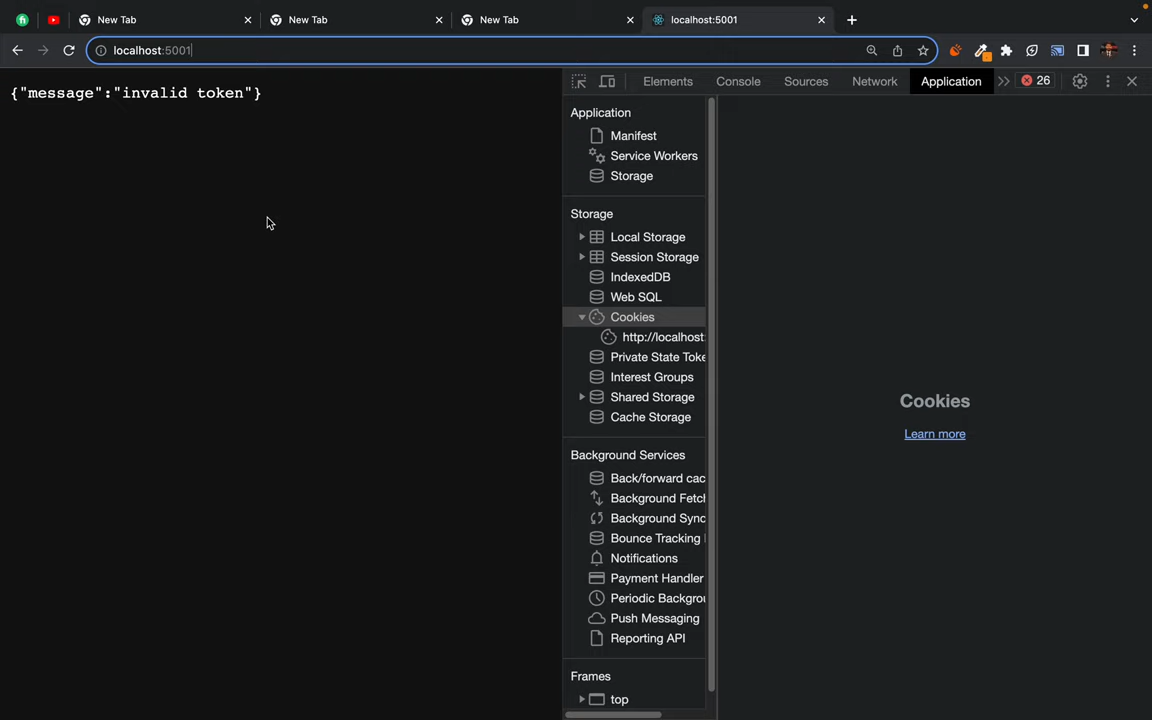 New Tab
New Tab
New Tab
localhost:5001
localhost:5001
{"message":"invalid token"}
Elements
Console
Sources
Network
Application
26
Application
Manifest
Service Workers
Storage
Storage
Local Storage
Session Storage
IndexedDB
Web SQL
Cookies
http://localhost:
Private State Toke
Interest Groups
Shared Storage
Cache Storage
Background Services
Back/forward cac
Background Fetch
Background Sync
Bounce Tracking
Notifications
Payment Handler
Periodic Backgrou
Push Messaging
Reporting API
Frames
top
Cookies
Learn more